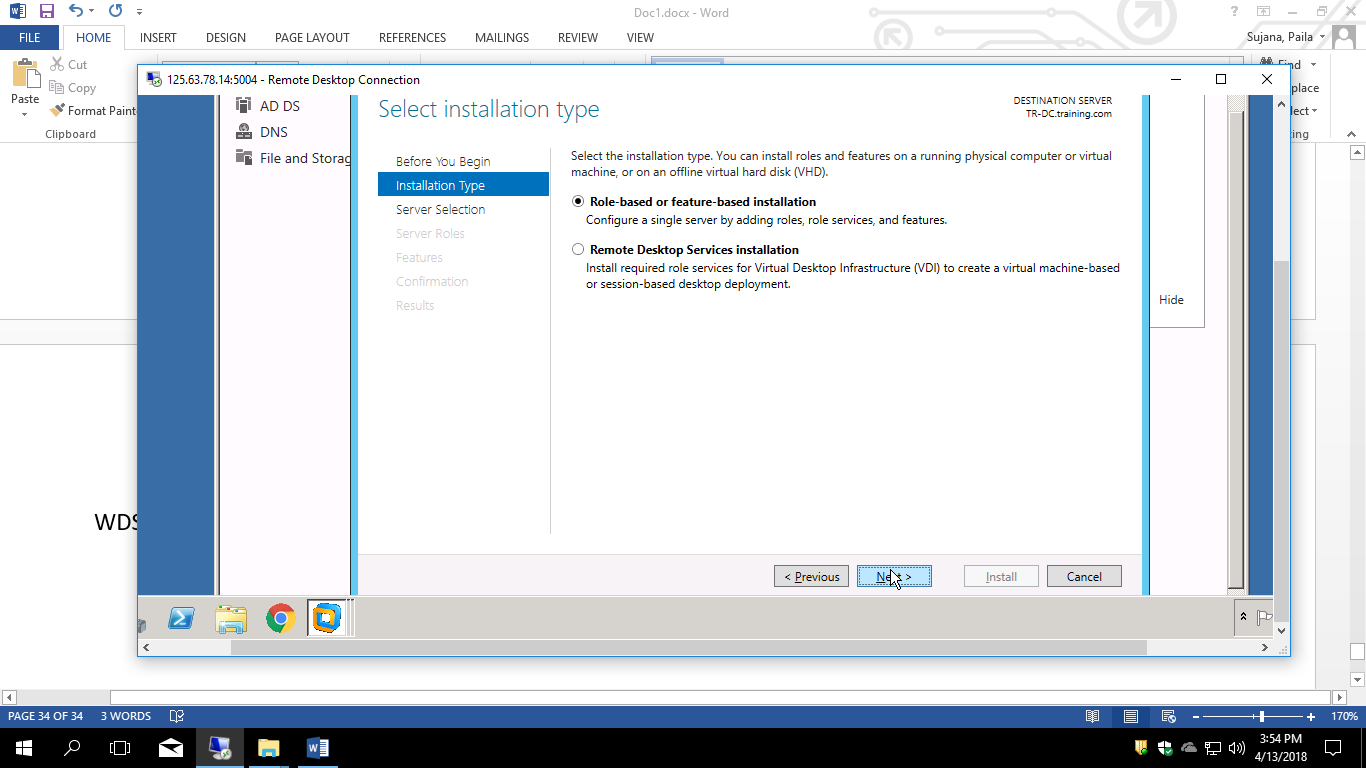 Doc1.docx - Word
FILE HOME INSERT DESIGN PAGE LAYOUT REFERENCES MAILINGS REVIEW VIEW
Sujana, Paila
Paste
Cut
Copy
Format Paint
Clipboard
Find
place
lect
ing
125.63.78.14:5004 - Remote Desktop Connection
AD DS
DNS
File and Storag
Select installation type
DESTINATION SERVER
TR-DC.training.com
Before You Begin
Installation Type
Server Selection
Server Roles
Features
Confirmation
Results
Select the installation type. You can install roles and features on a running physical computer or virtual
machine, or on an offline virtual hard disk (VHD).
Role-based or feature-based installation
Configure a single server by adding roles, role services, and features.
Remote Desktop Services installation
Install required role services for Virtual Desktop Infrastructure (VDI) to create a virtual machine-based
or session-based desktop deployment.
Hide
WDS
< Previous Next > Install Cancel
PAGE 34 OF 34 3 WORDS 170%
3:54 PM
4/13/2018